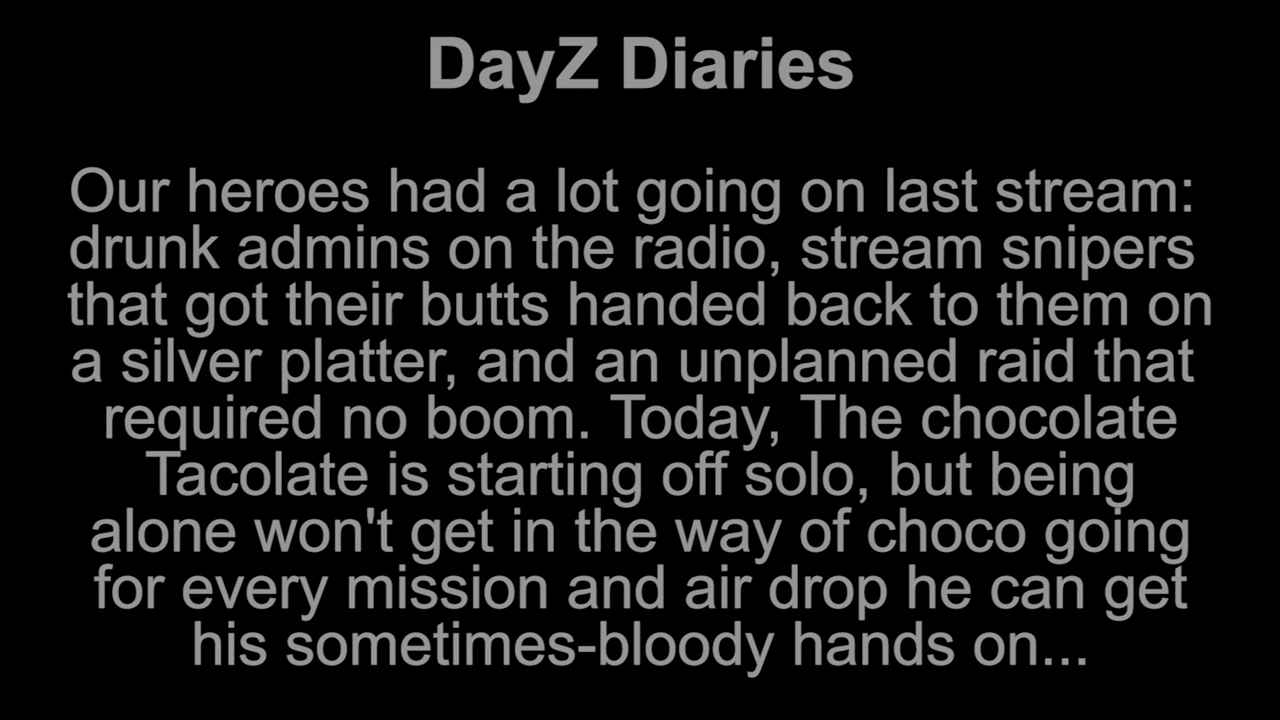 DayZ Diaries
Our heroes had a lot going on last stream:
drunk admins on the radio, stream snipers
that got their butts handed back to them on
a silver platter, and an unplanned raid that
required no boom. Today, The chocolate
Tacolate is starting off solo, but being
alone won't get in the way of choco going
for every mission and air drop he can get
his sometimes-bloody hands on...